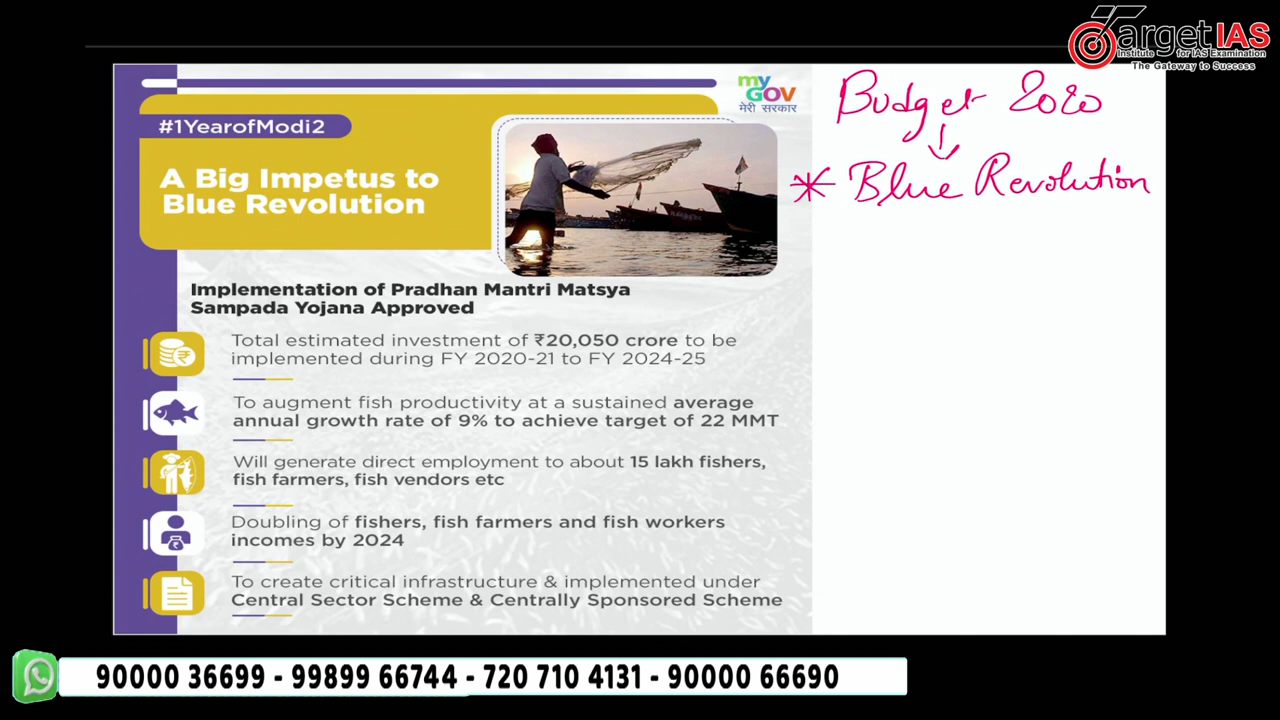 Target IAS
Institute for IAS Examination
The Gateway to Success
my
GOV
मेरी सरकार
#1YearofModi2
A Big Impetus to
Blue Revolution
Budget 2020
* Blue Revolution
Implementation of Pradhan Mantri Matsya
Sampada Yojana Approved
Total estimated investment of ₹20,050 crore to be
implemented during FY 2020-21 to FY 2024-25
To augment fish productivity at a sustained average
annual growth rate of 9% to achieve target of 22 MMT
Will generate direct employment to about 15 lakh fishers,
fish farmers, fish vendors etc
Doubling of fishers, fish farmers and fish workers
incomes by 2024
To create critical infrastructure & implemented under
Central Sector Scheme & Centrally Sponsored Scheme
90000 36699 - 99899 66744 - 720 710 4131 - 90000 66690